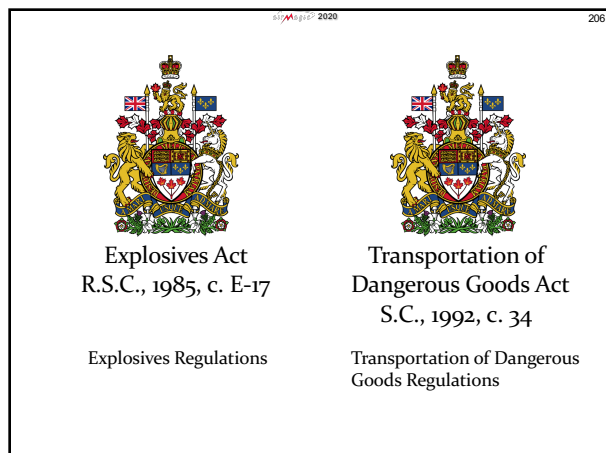 airmagic 2020
206
Explosives Act
R.S.C., 1985, c. E-17
Transportation of
Dangerous Goods Act
S.C., 1992, c. 34
Explosives Regulations
Transportation of Dangerous
Goods Regulations